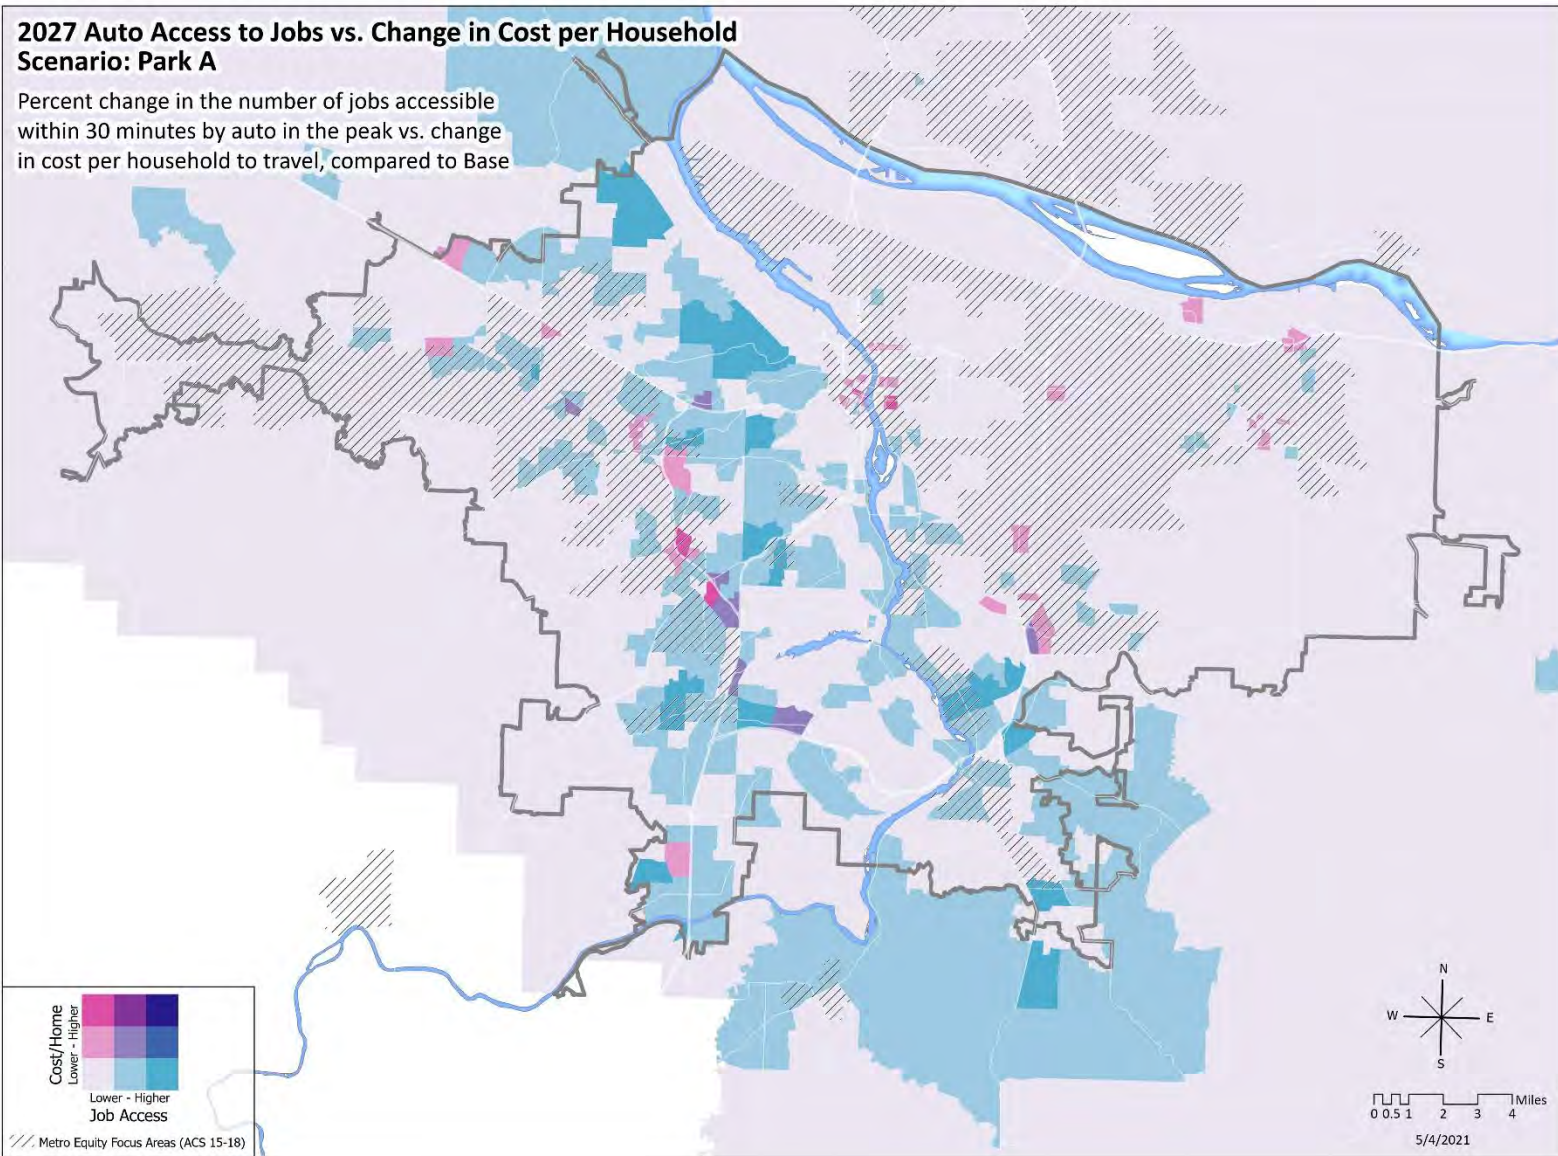 2027 Auto Access to Jobs vs. Change in Cost per Household
Scenario: Park A
Percent change in the number of jobs accessible
within 30 minutes by auto in the peak vs. change
in cost per household to travel, compared to Base
Cost/Home
Lower - Higher
Lower - Higher
Job Access
Metro Equity Focus Areas (ACS 15-18)
N
W
E
S
Miles
0 0.5 1 2 3 4
5/4/2021